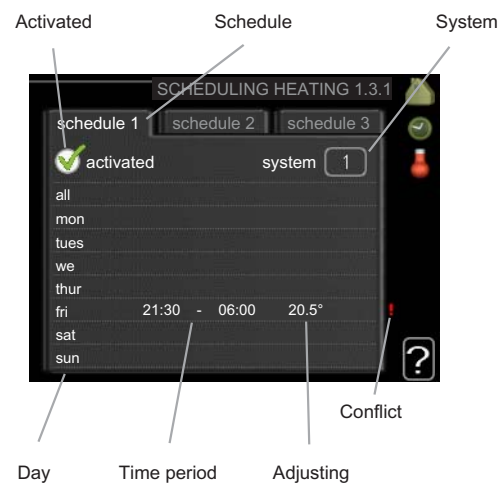 Activated Schedule System
SCHEDULING HEATING 1.3.1
schedule 1 schedule 2 schedule 3
activated system 1
all
mon
tues
we
thur
fri 21:30 - 06:00 20.5° !
sat
sun
?
Conflict
Day Time period Adjusting